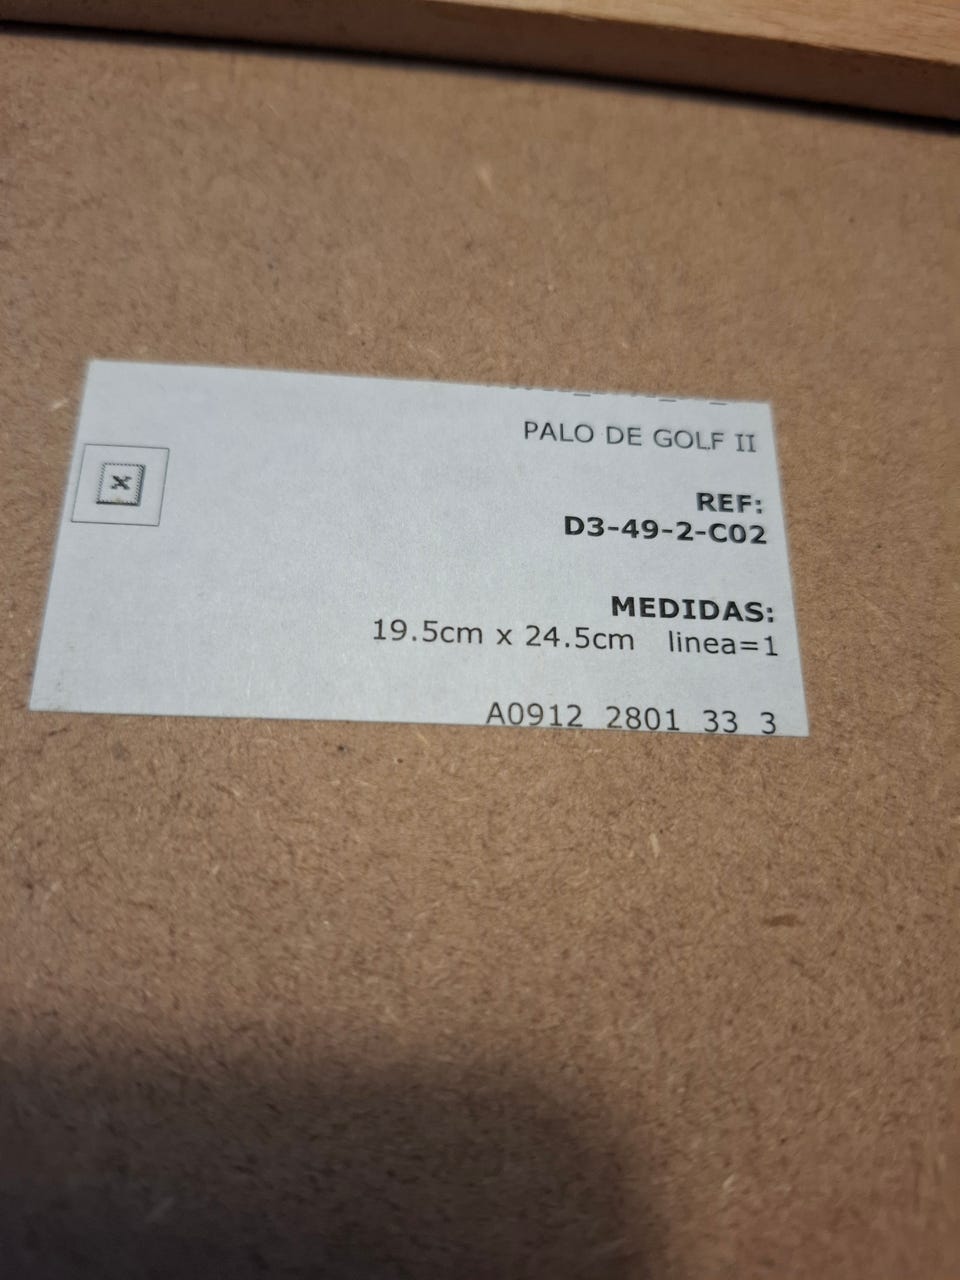 PALO DE GOLF II
REF:
D3-49-2-C02
MEDIDAS:
19.5cm x 24.5cm linea=1
A0912 2801 33 3